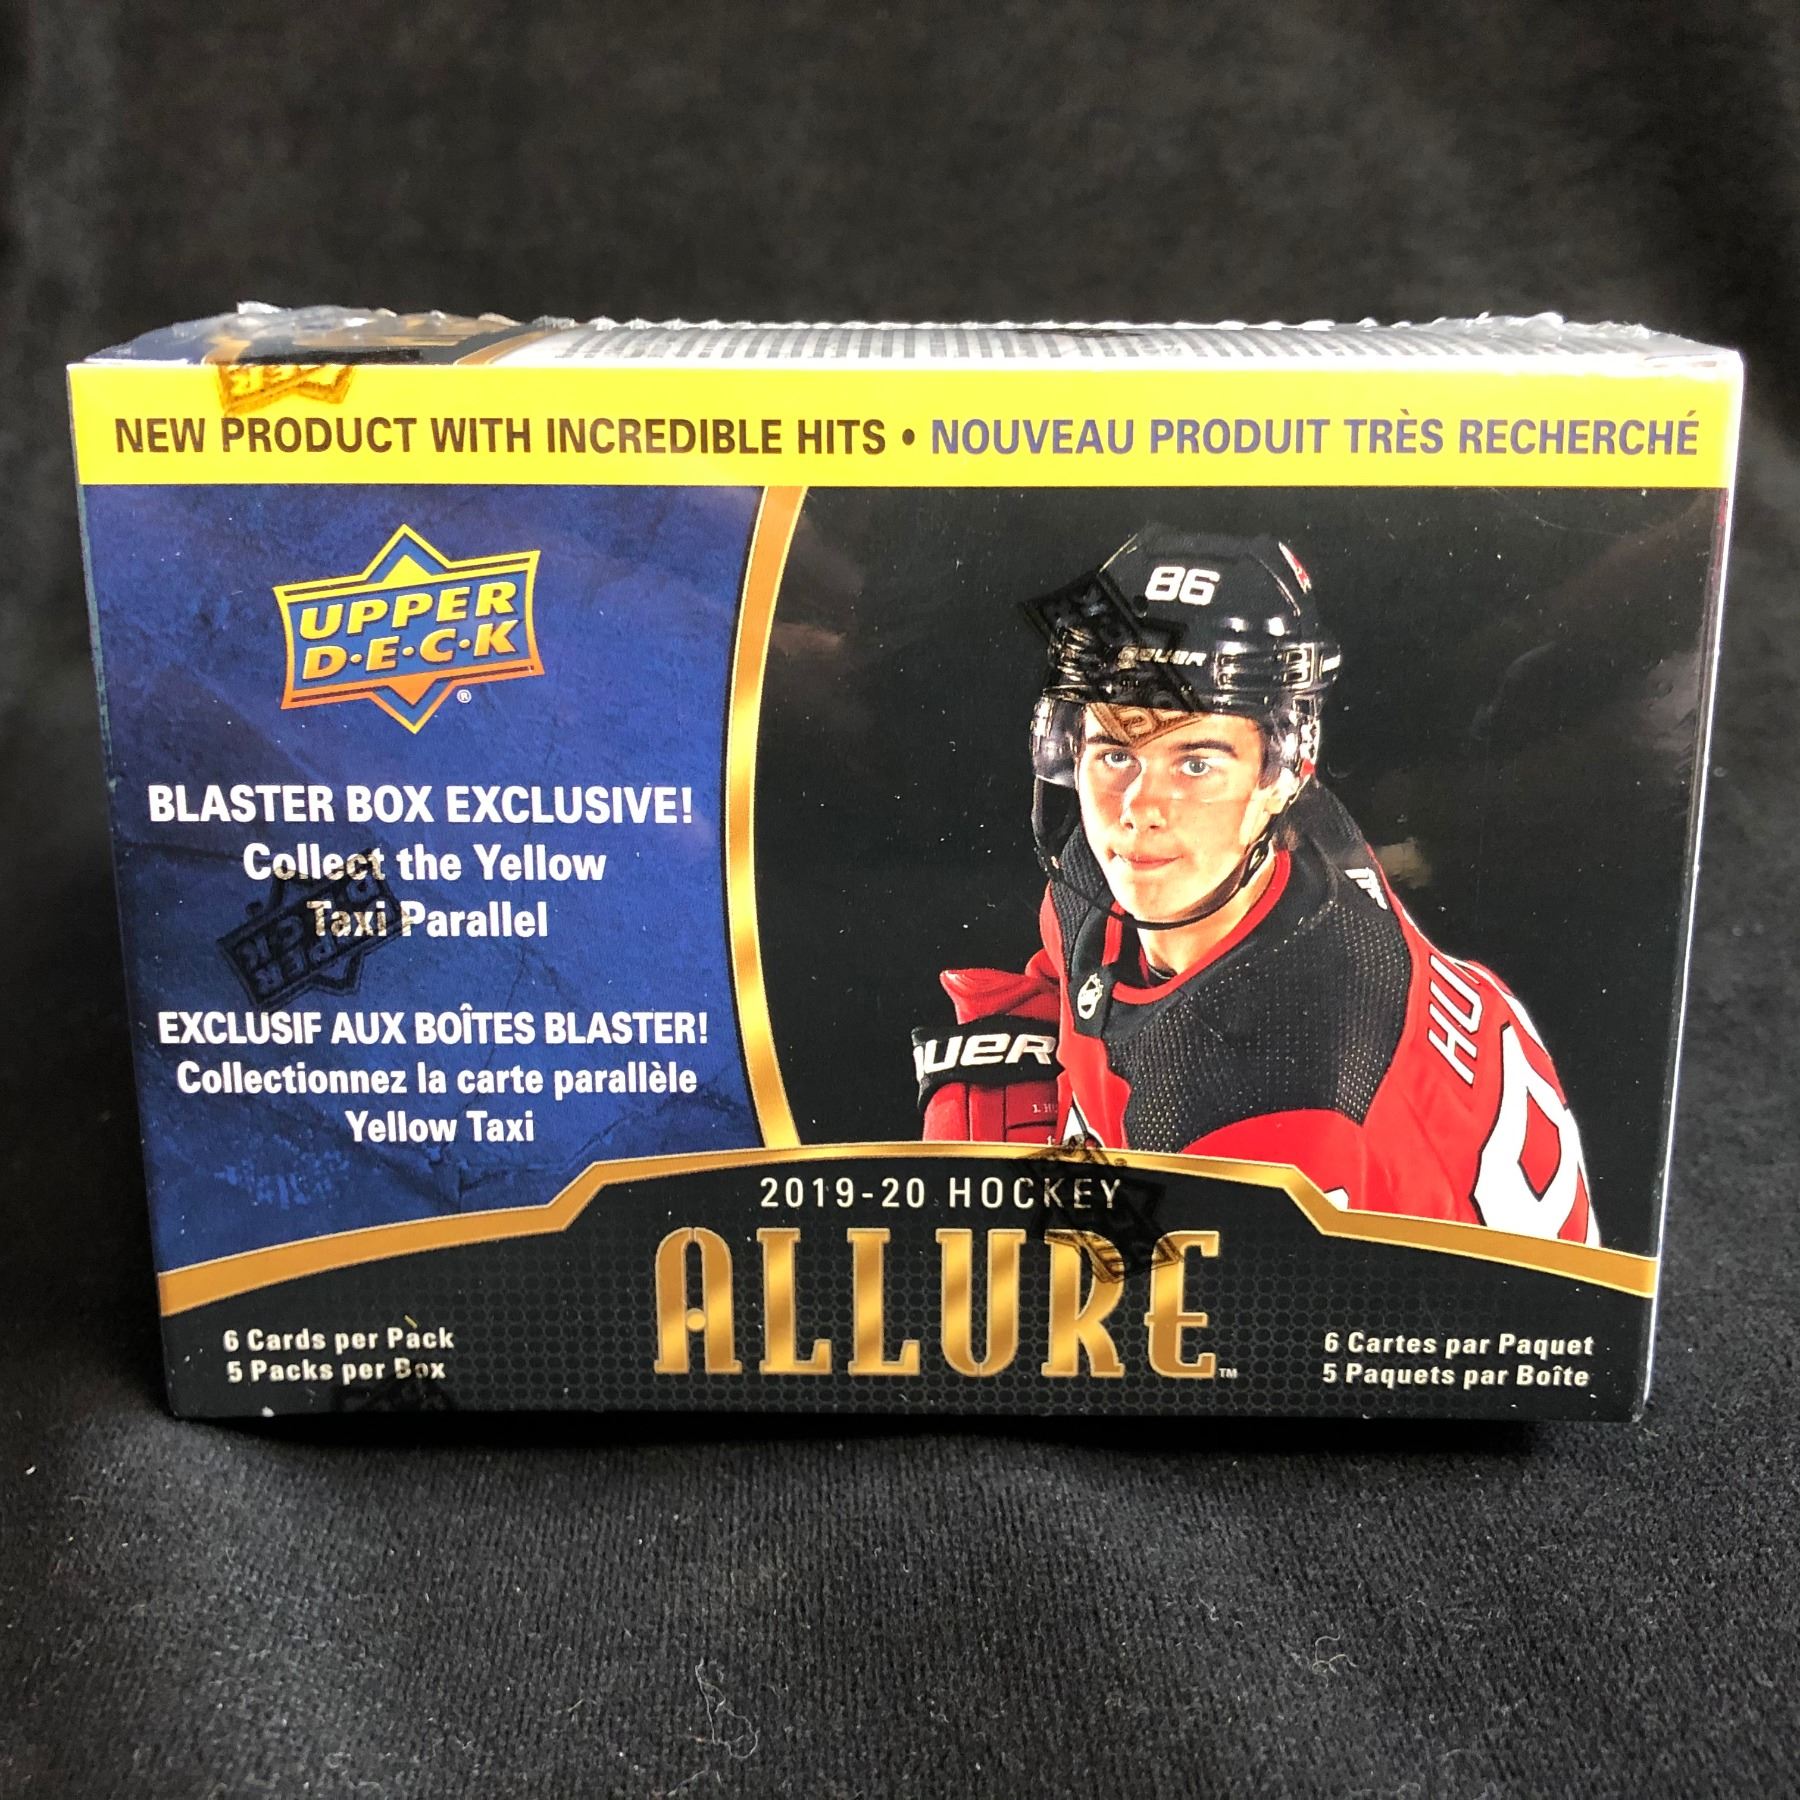 NEW PRODUCT WITH INCREDIBLE HITS • NOUVEAU PRODUIT TRÈS RECHERCHÉ
UPPER
D·E·C·K
®
BLASTER BOX EXCLUSIVE!
Collect the Yellow
Taxi Parallel
EXCLUSIF AUX BOÎTES BLASTER!
Collectionnez la carte parallèle
Yellow Taxi
86
BAUER
2019-20 HOCKEY
ALLURE™
6 Cards per Pack
5 Packs per Box
6 Cartes par Paquet
5 Paquets par Boîte